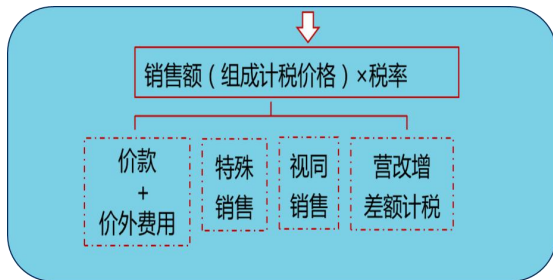 销售额（组成计税价格）×税率
价款
+
价外费用
特殊
销售
视同
销售
营改增
差额计税